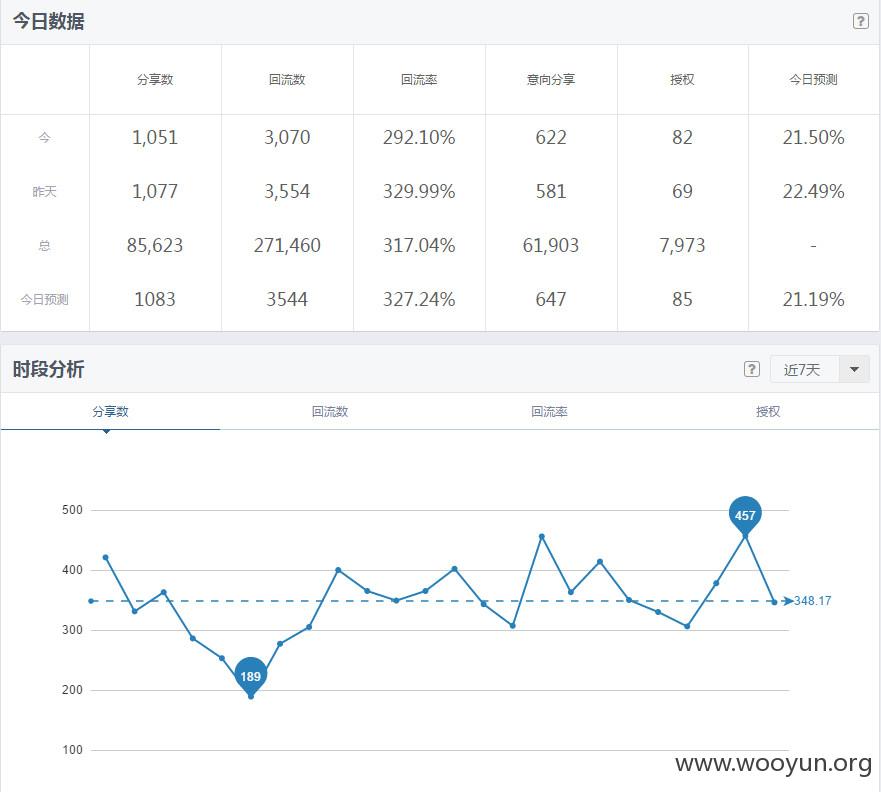 今日数据 ?
分享数 回流数 回流率 意向分享 授权 今日预测
今 1,051 3,070 292.10% 622 82 21.50%
昨天 1,077 3,554 329.99% 581 69 22.49%
总 85,623 271,460 317.04% 61,903 7,973 -
今日预测 1083 3544 327.24% 647 85 21.19%
时段分析 ? 近7天
分享数 回流数 回流率 授权
500
457
400
348.17
300
189
200
100
www.wooyun.org